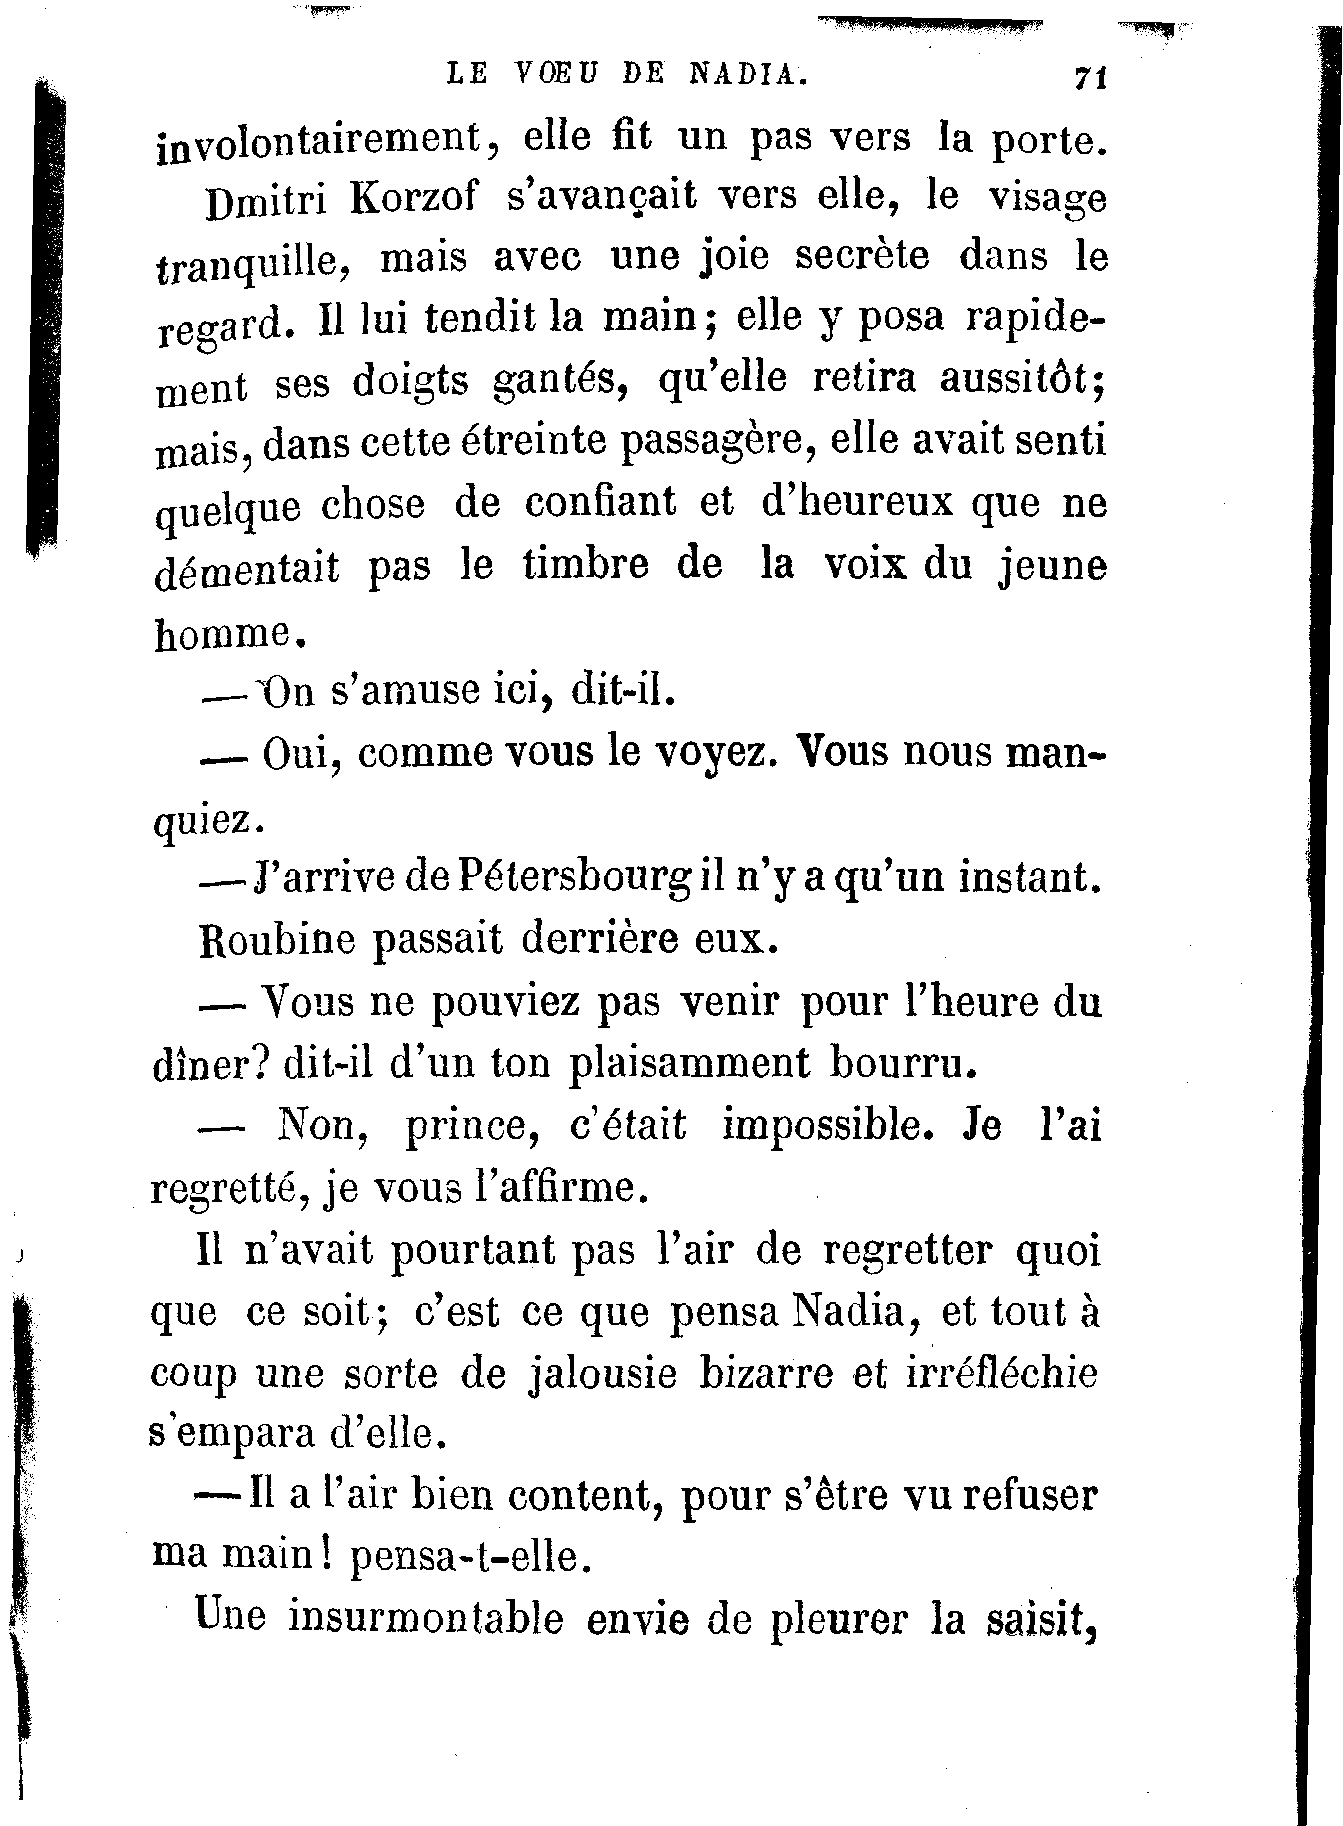 LE VŒU DE NADIA. 71
involontairement, elle fit un pas vers la porte.
Dmitri Korzof s'avançait vers elle, le visage
tranquille, mais avec une joie secrète dans le
regard. Il lui tendit la main; elle y posa rapide-
ment ses doigts gantés, qu'elle retira aussitôt;
mais, dans cette étreinte passagère, elle avait senti
quelque chose de confiant et d'heureux que ne
démentait pas le timbre de la voix du jeune
homme.
— On s'amuse ici, dit-il.
— Oui, comme vous le voyez. Vous nous man-
quiez.
— J'arrive de Pétersbourg il n'y a qu'un instant.
Roubine passait derrière eux.
— Vous ne pouviez pas venir pour l'heure du
dîner? dit-il d'un ton plaisamment bourru.
— Non, prince, c'était impossible. Je l'ai
regretté, je vous l'affirme.
Il n'avait pourtant pas l'air de regretter quoi
que ce soit; c'est ce que pensa Nadia, et tout à
coup une sorte de jalousie bizarre et irréfléchie
s'empara d'elle.
— Il a l'air bien content, pour s'être vu refuser
ma main! pensa-t-elle.
Une insurmontable envie de pleurer la saisit,